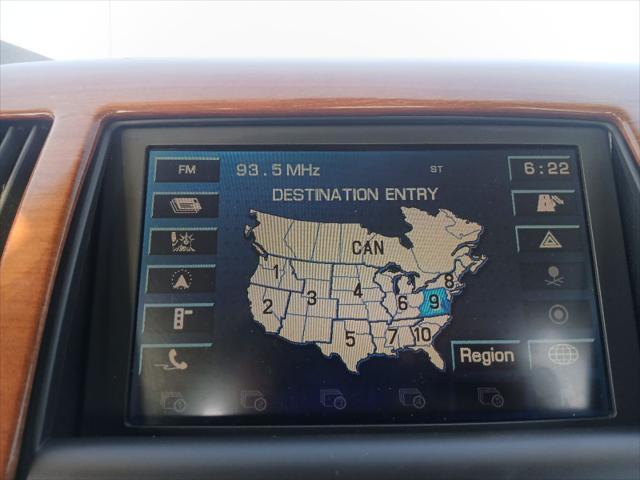 FM 93.5 MHz ST 6:22
DESTINATION ENTRY
CAN
1
8
2 3 4 6 9
5 7 10
Region